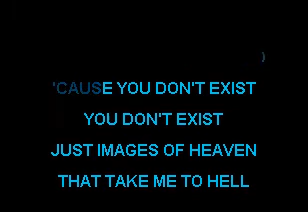 )
'CAUSE YOU DON'T EXIST
YOU DON'T EXIST
JUST IMAGES OF HEAVEN
THAT TAKE ME TO HELL